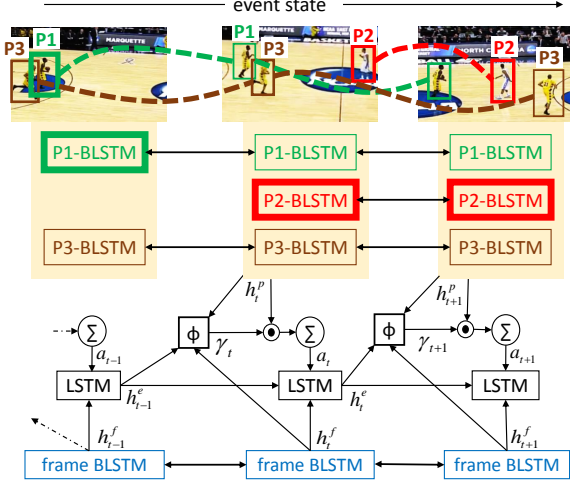 event state
P3 P1
P1 P3 P2
P2 P3
MARQUETTE
NORTH CAROLINA
P1-BLSTM P1-BLSTM P1-BLSTM
P2-BLSTM P2-BLSTM
P3-BLSTM P3-BLSTM P3-BLSTM
h_t^p h_{t+1}^p
Σ ϕ Σ ϕ Σ
γ_t γ_{t+1}
a_{t-1} a_t a_{t+1}
LSTM LSTM LSTM
h_{t-1}^e h_t^e
h_{t-1}^f h_t^f h_{t+1}^f
frame BLSTM frame BLSTM frame BLSTM